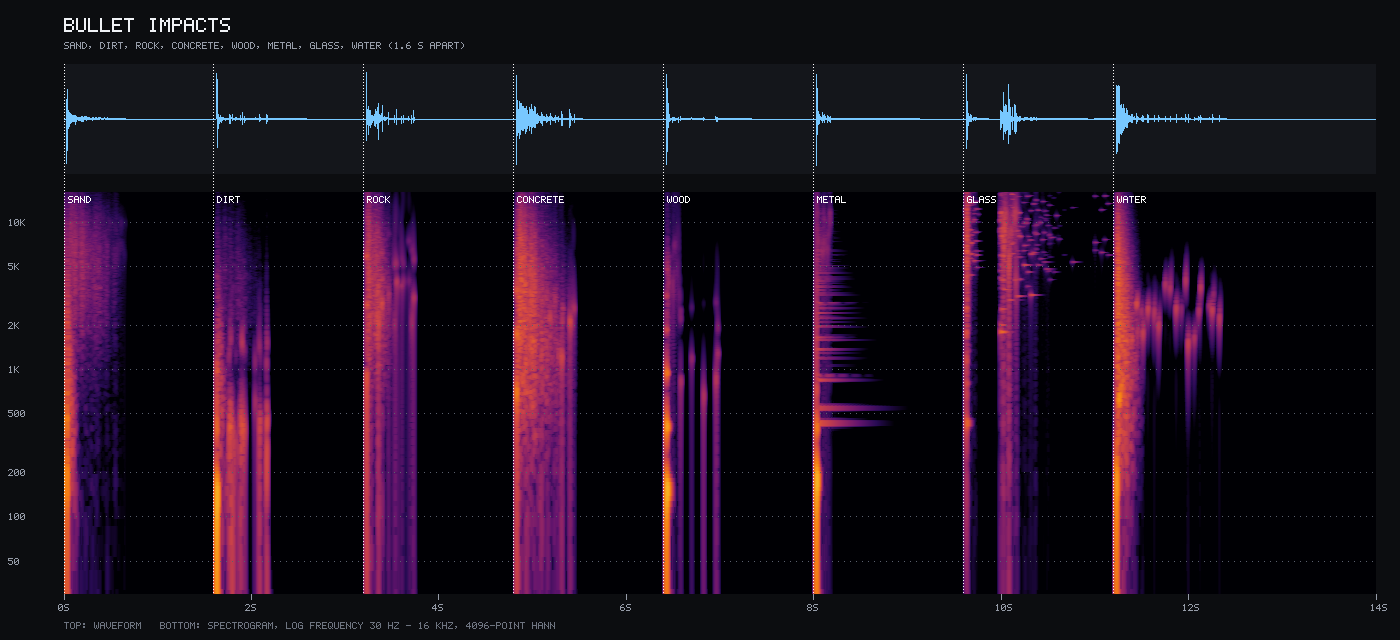 BULLET IMPACTS
SAND, DIRT, ROCK, CONCRETE, WOOD, METAL, GLASS, WATER (1.6 S APART)
SAND DIRT ROCK CONCRETE WOOD METAL GLASS WATER
10K
5K
2K
1K
500
200
100
50
0S 2S 4S 6S 8S 10S 12S 14S
TOP: WAVEFORM BOTTOM: SPECTROGRAM, LOG FREQUENCY 30 HZ - 16 KHZ, 4096-POINT HANN